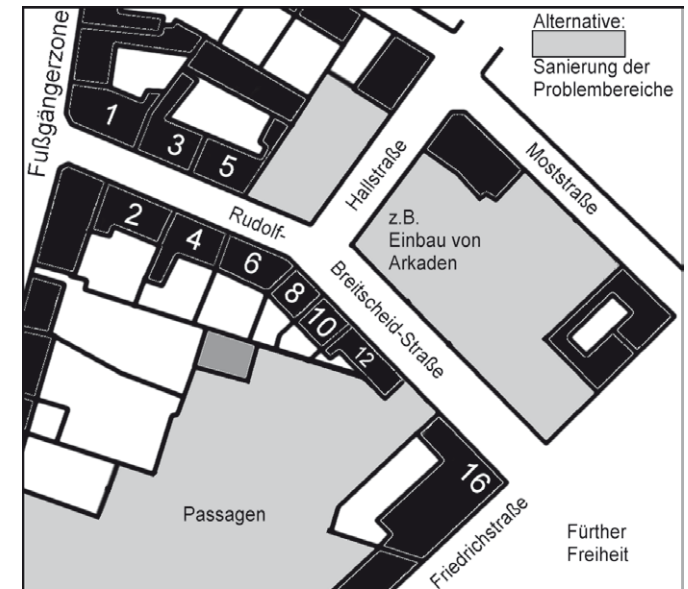 Alternative:
Sanierung der
Problembereiche
Fußgängerzone
1
3
5
Hallstraße
Moststraße
2
4
6
8
10
12
Rudolf-
Breitscheid-Straße
z.B.
Einbau von
Arkaden
16
Passagen
Friedrichstraße
Fürther
Freiheit